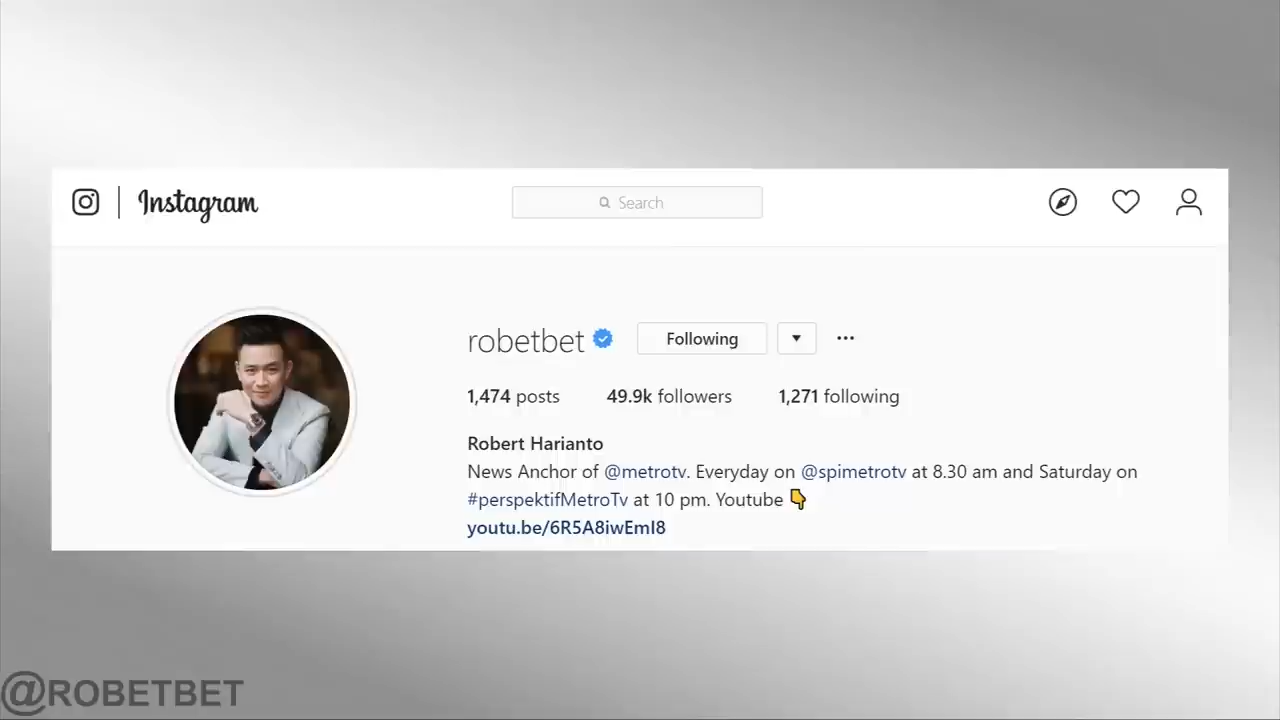 Instagram
Search
robetbet
Following
1,474 posts 49.9k followers 1,271 following
Robert Harianto
News Anchor of @metrotv. Everyday on @spimetrotv at 8.30 am and Saturday on
#perspektifMetroTv at 10 pm. Youtube 👇
youtu.be/6R5A8iwEmI8
@ROBETBET